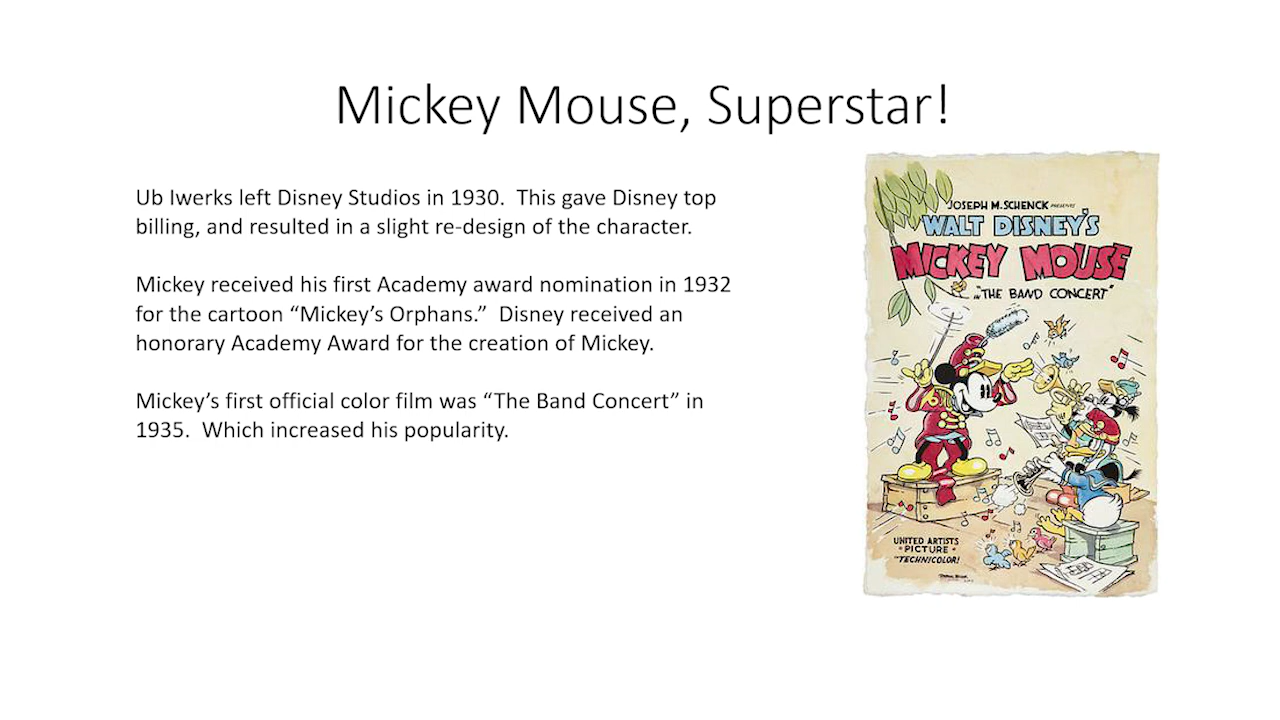 Mickey Mouse, Superstar!
Ub Iwerks left Disney Studios in 1930.  This gave Disney top
billing, and resulted in a slight re-design of the character.
Mickey received his first Academy award nomination in 1932
for the cartoon “Mickey’s Orphans.”  Disney received an
honorary Academy Award for the creation of Mickey.
Mickey’s first official color film was “The Band Concert” in
1935.  Which increased his popularity.
JOSEPH M. SCHENCK PRESENTS
WALT DISNEY'S
MICKEY MOUSE
IN "THE BAND CONCERT"
UNITED ARTISTS
PICTURE
"TECHNICOLOR!